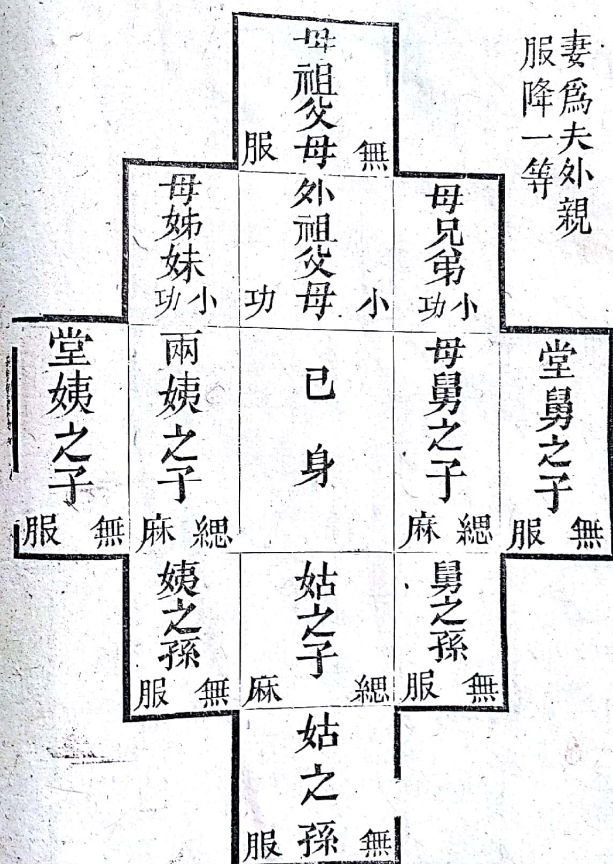 妻爲夫外親
服降一等
母祖父母
無服
母兄弟
小功
外祖父母
小功
母姊妹
小功
堂舅之子
無服
母舅之子
緦麻
己身
兩姨之子
緦麻
堂姨之子
無服
舅之孫
無服
姑之子
緦麻
姨之孫
無服
姑之孫
無服